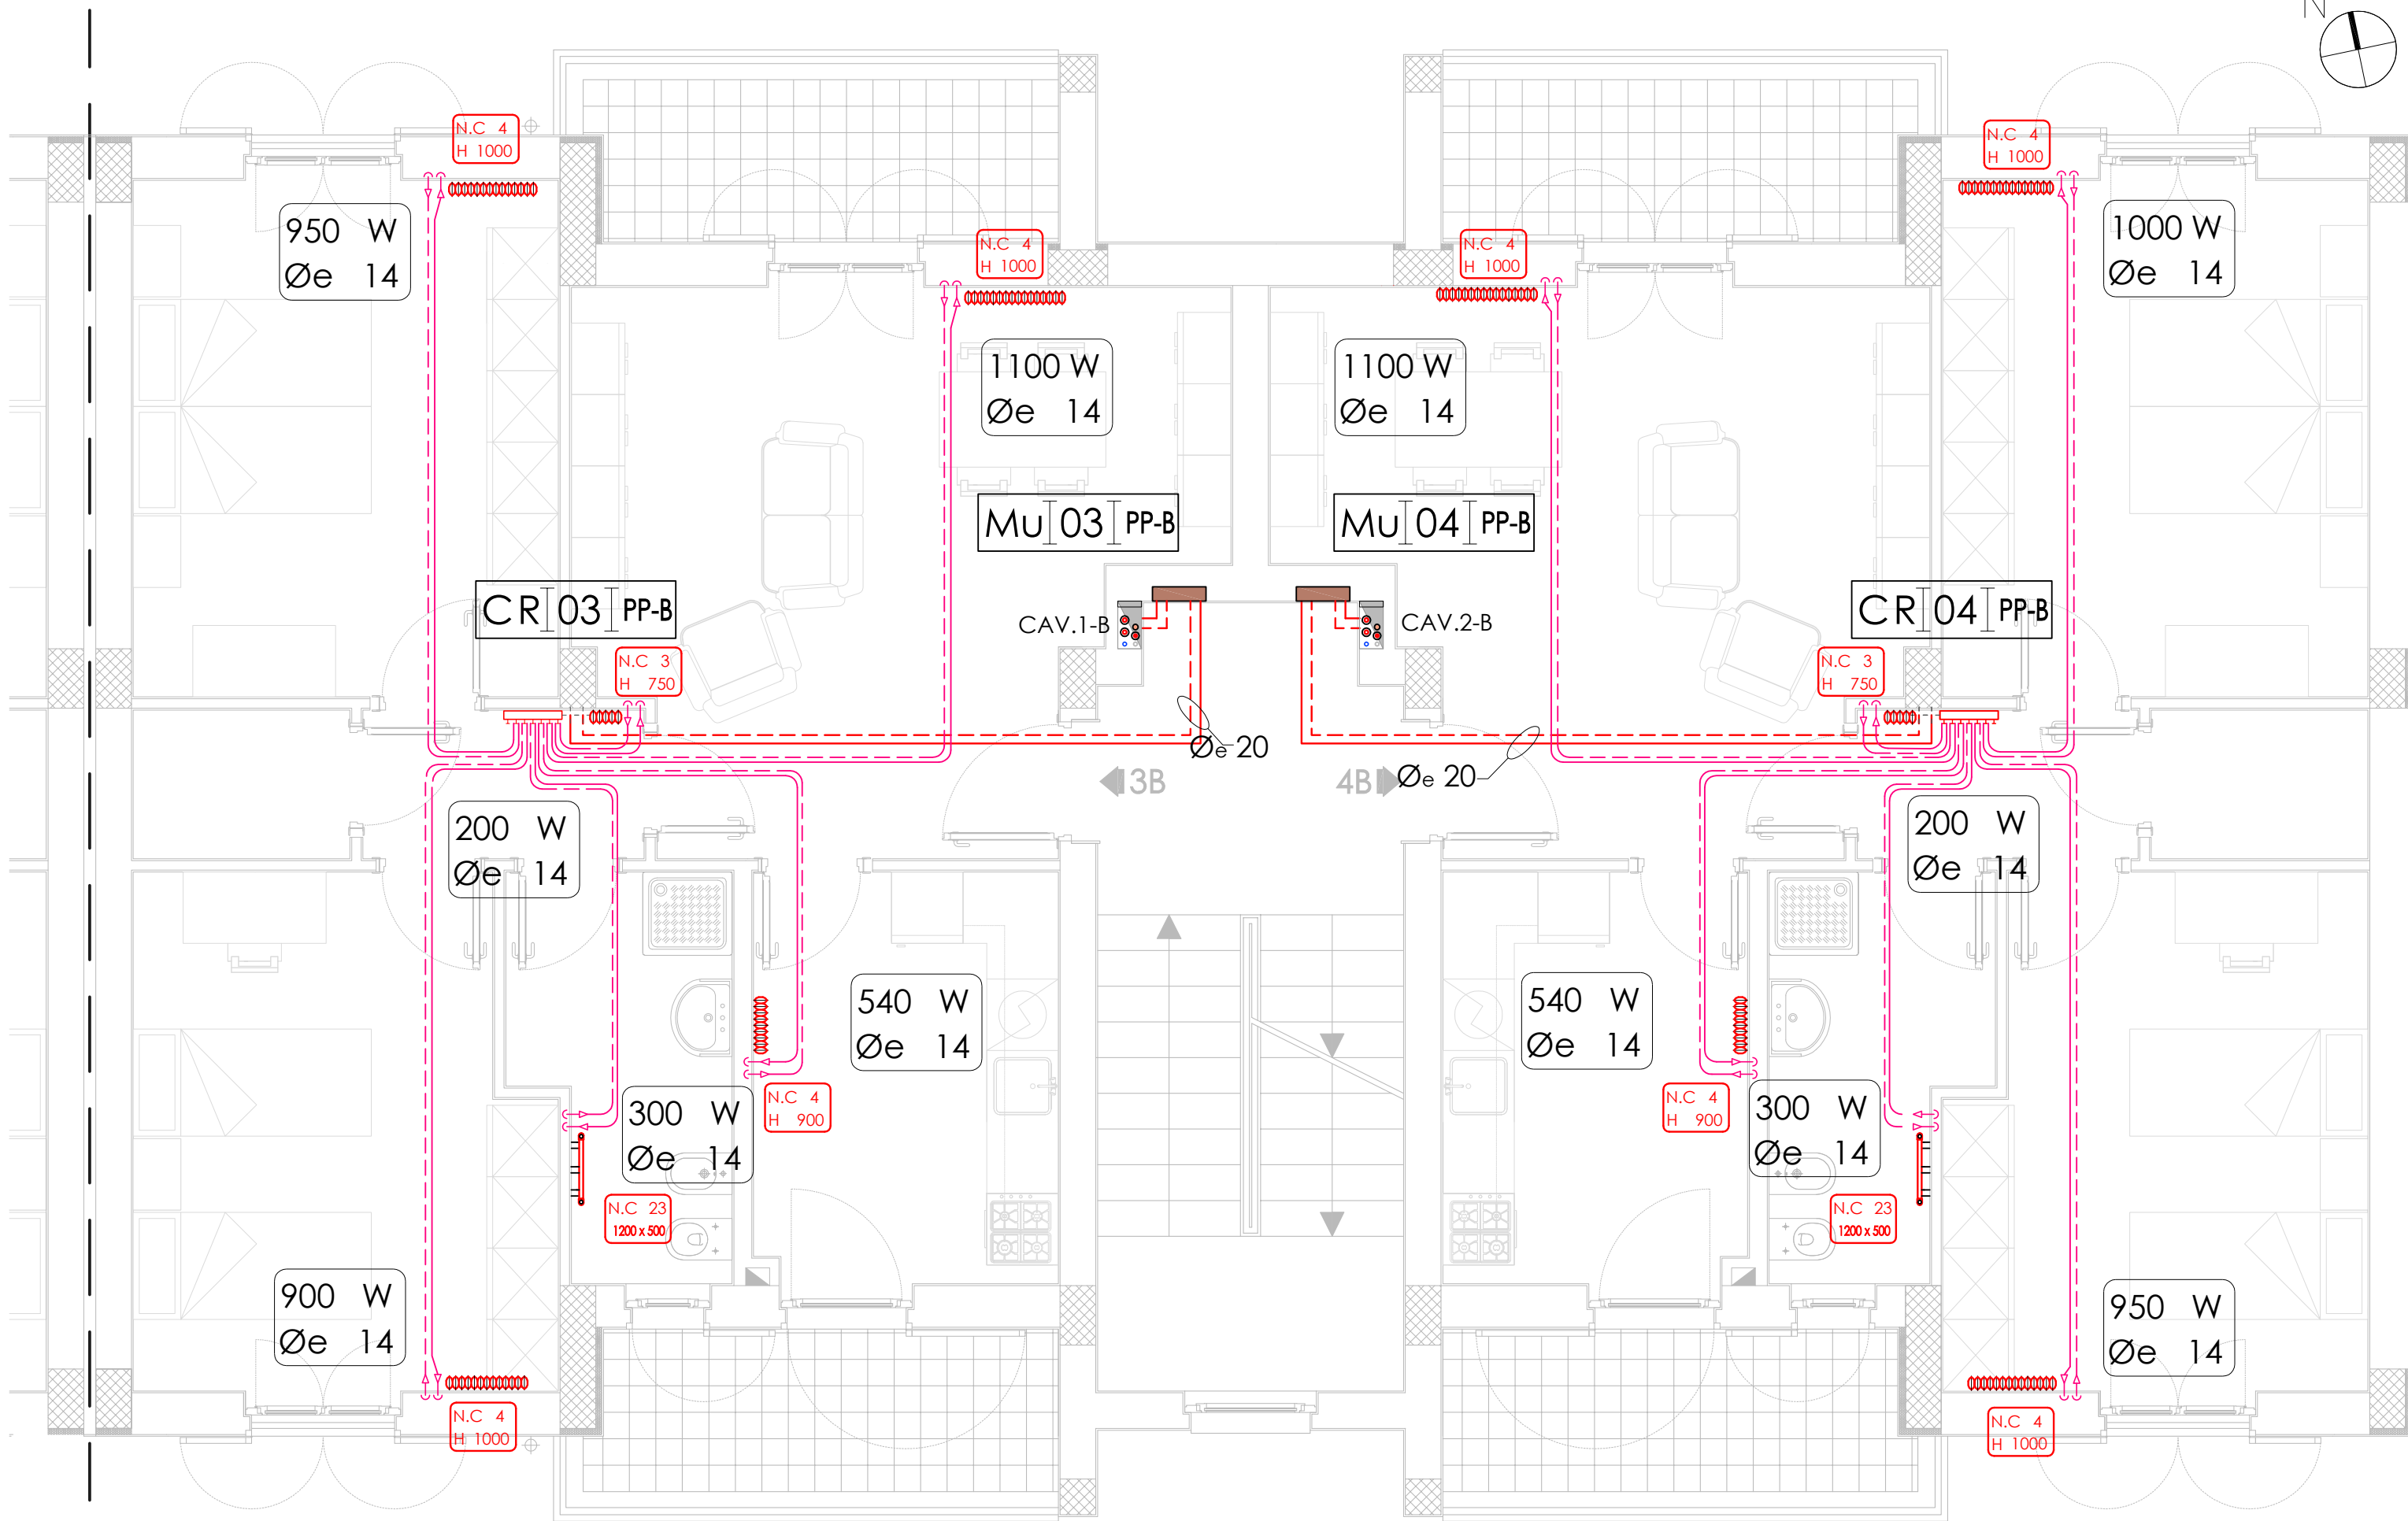 N
N.C 4
H 1000
N.C 4
H 1000
950 W
Øe 14
1000 W
Øe 14
N.C 4
H 1000
N.C 4
H 1000
1100 W
Øe 14
1100 W
Øe 14
Mu 03 PP-B
Mu 04 PP-B
CR 03 PP-B
CR 04 PP-B
CAV.1-B
CAV.2-B
N.C 3
H 750
N.C 3
H 750
Øe 20
Øe 20
3B
4B
200 W
Øe 14
200 W
Øe 14
540 W
Øe 14
540 W
Øe 14
N.C 4
H 900
N.C 4
H 900
300 W
Øe 14
300 W
Øe 14
N.C 23
1200 x 500
N.C 23
1200 x 500
900 W
Øe 14
950 W
Øe 14
N.C 4
H 1000
N.C 4
H 1000